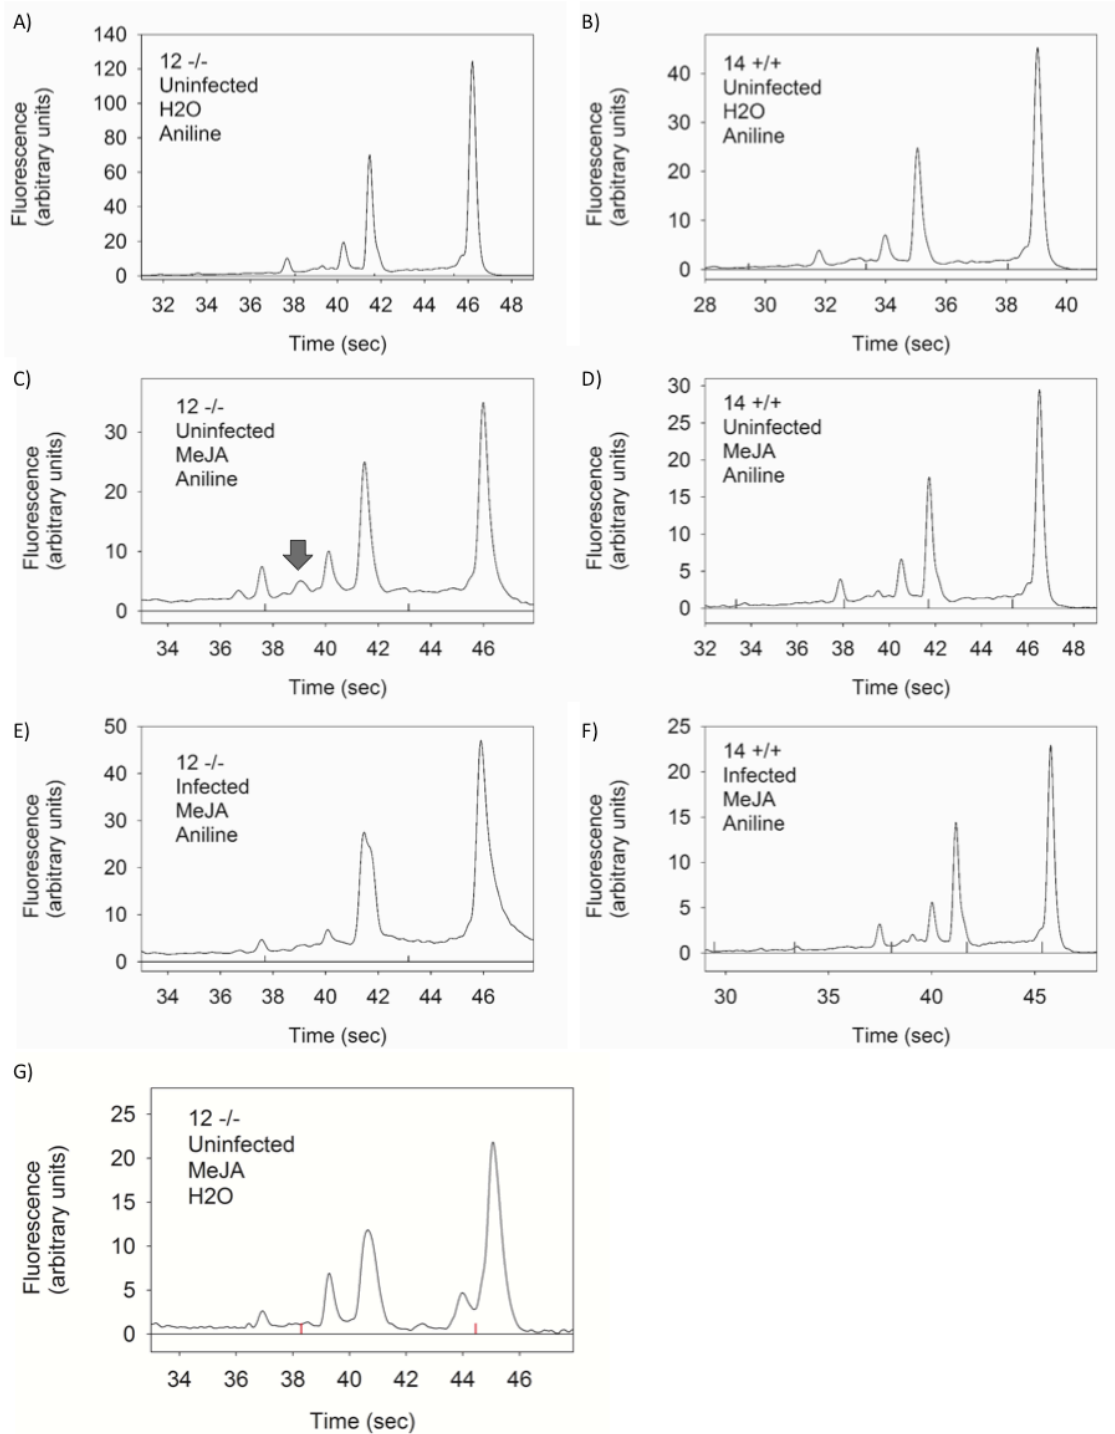 A)
140
120
100
80
60
40
20
0
Fluorescence
(arbitrary units)
12 -/-
Uninfected
H2O
Aniline
32 34 36 38 40 42 44 46 48
Time (sec)
B)
40
30
20
10
0
Fluorescence
(arbitrary units)
14 +/+
Uninfected
H2O
Aniline
28 30 32 34 36 38 40
Time (sec)
C)
30
20
10
0
Fluorescence
(arbitrary units)
12 -/-
Uninfected
MeJA
Aniline
34 36 38 40 42 44 46
Time (sec)
D)
30
25
20
15
10
5
0
Fluorescence
(arbitrary units)
14 +/+
Uninfected
MeJA
Aniline
32 34 36 38 40 42 44 46 48
Time (sec)
E)
50
40
30
20
10
0
Fluorescence
(arbitrary units)
12 -/-
Infected
MeJA
Aniline
34 36 38 40 42 44 46
Time (sec)
F)
25
20
15
10
5
0
Fluorescence
(arbitrary units)
14 +/+
Infected
MeJA
Aniline
30 35 40 45
Time (sec)
G)
25
20
15
10
5
0
Fluorescence
(arbitrary units)
12 -/-
Uninfected
MeJA
H2O
34 36 38 40 42 44 46
Time (sec)